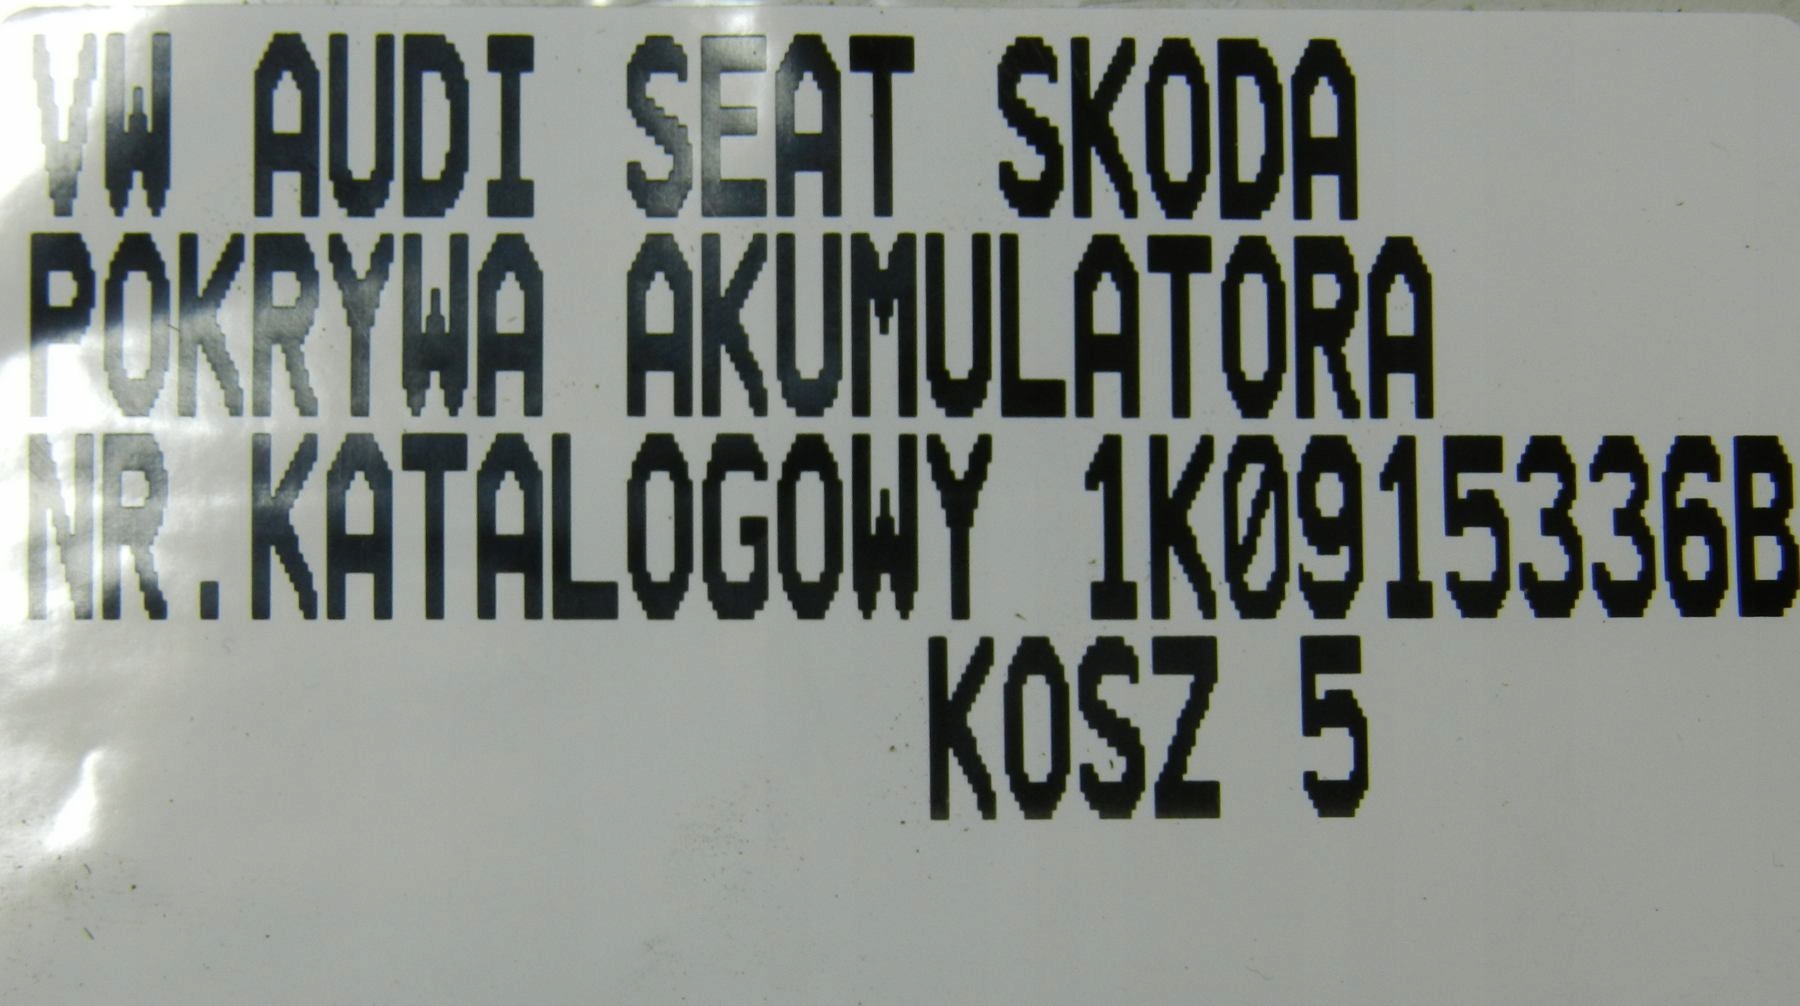 VW AUDI SEAT SKODA
POKRYWA AKUMULATORA
NR.KATALOGOWY 1K0915336B
KOSZ 5